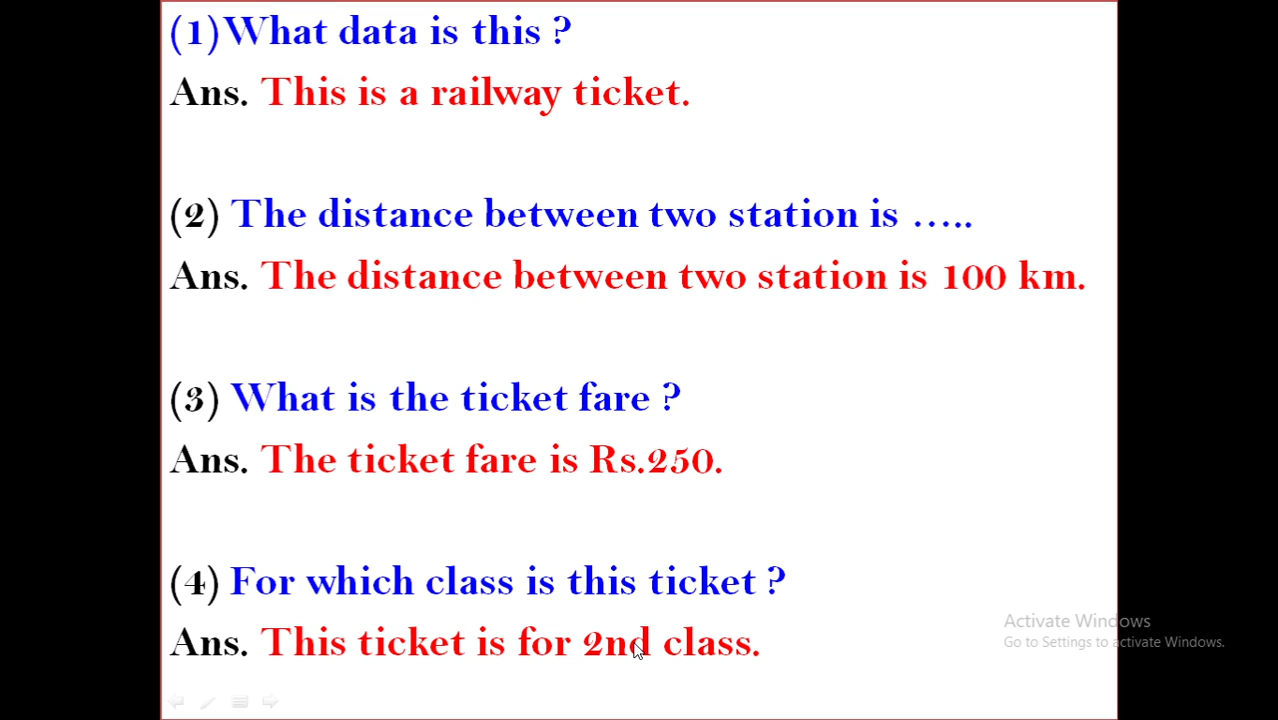 (1)What data is this ?
Ans. This is a railway ticket.
(2) The distance between two station is …..
Ans. The distance between two station is 100 km.
(3) What is the ticket fare ?
Ans. The ticket fare is Rs.250.
(4) For which class is this ticket ?
Ans. This ticket is for 2nd class.
Activate Windows
Go to Settings to activate Windows.